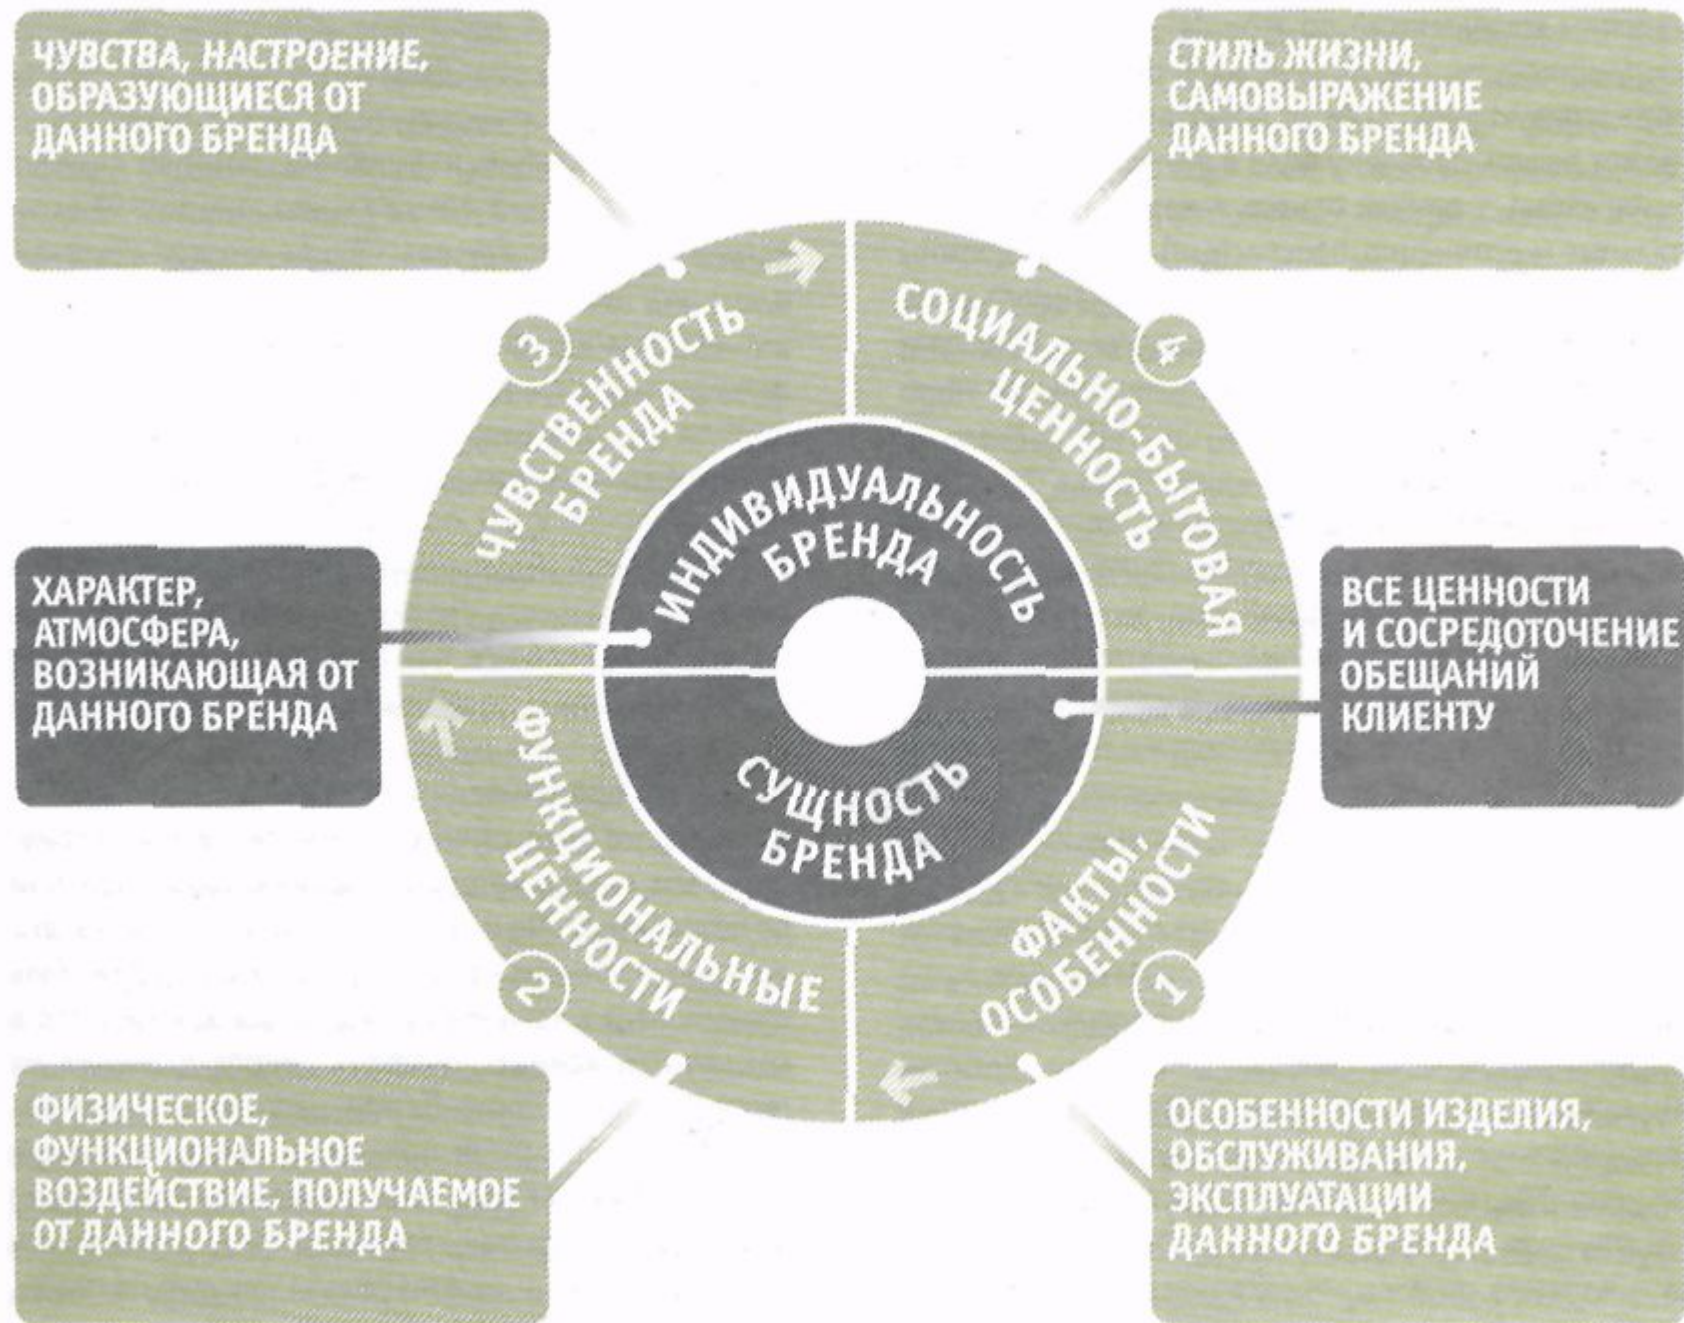 ЧУВСТВА, НАСТРОЕНИЕ,
ОБРАЗУЮЩИЕСЯ ОТ
ДАННОГО БРЕНДА
СТИЛЬ ЖИЗНИ,
САМОВЫРАЖЕНИЕ
ДАННОГО БРЕНДА
3
ЧУВСТВЕННОСТЬ
БРЕНДА
4
СОЦИАЛЬНО-БЫТОВАЯ
ЦЕННОСТЬ
ИНДИВИДУАЛЬНОСТЬ
БРЕНДА
ХАРАКТЕР,
АТМОСФЕРА,
ВОЗНИКАЮЩАЯ ОТ
ДАННОГО БРЕНДА
ВСЕ ЦЕННОСТИ
И СОСРЕДОТОЧЕНИЕ
ОБЕЩАНИЙ
КЛИЕНТУ
СУЩНОСТЬ
БРЕНДА
2
ФУНКЦИОНАЛЬНЫЕ
ЦЕННОСТИ
1
ФАКТЫ,
ОСОБЕННОСТИ
ФИЗИЧЕСКОЕ,
ФУНКЦИОНАЛЬНОЕ
ВОЗДЕЙСТВИЕ, ПОЛУЧАЕМОЕ
ОТ ДАННОГО БРЕНДА
ОСОБЕННОСТИ ИЗДЕЛИЯ,
ОБСЛУЖИВАНИЯ,
ЭКСПЛУАТАЦИИ
ДАННОГО БРЕНДА